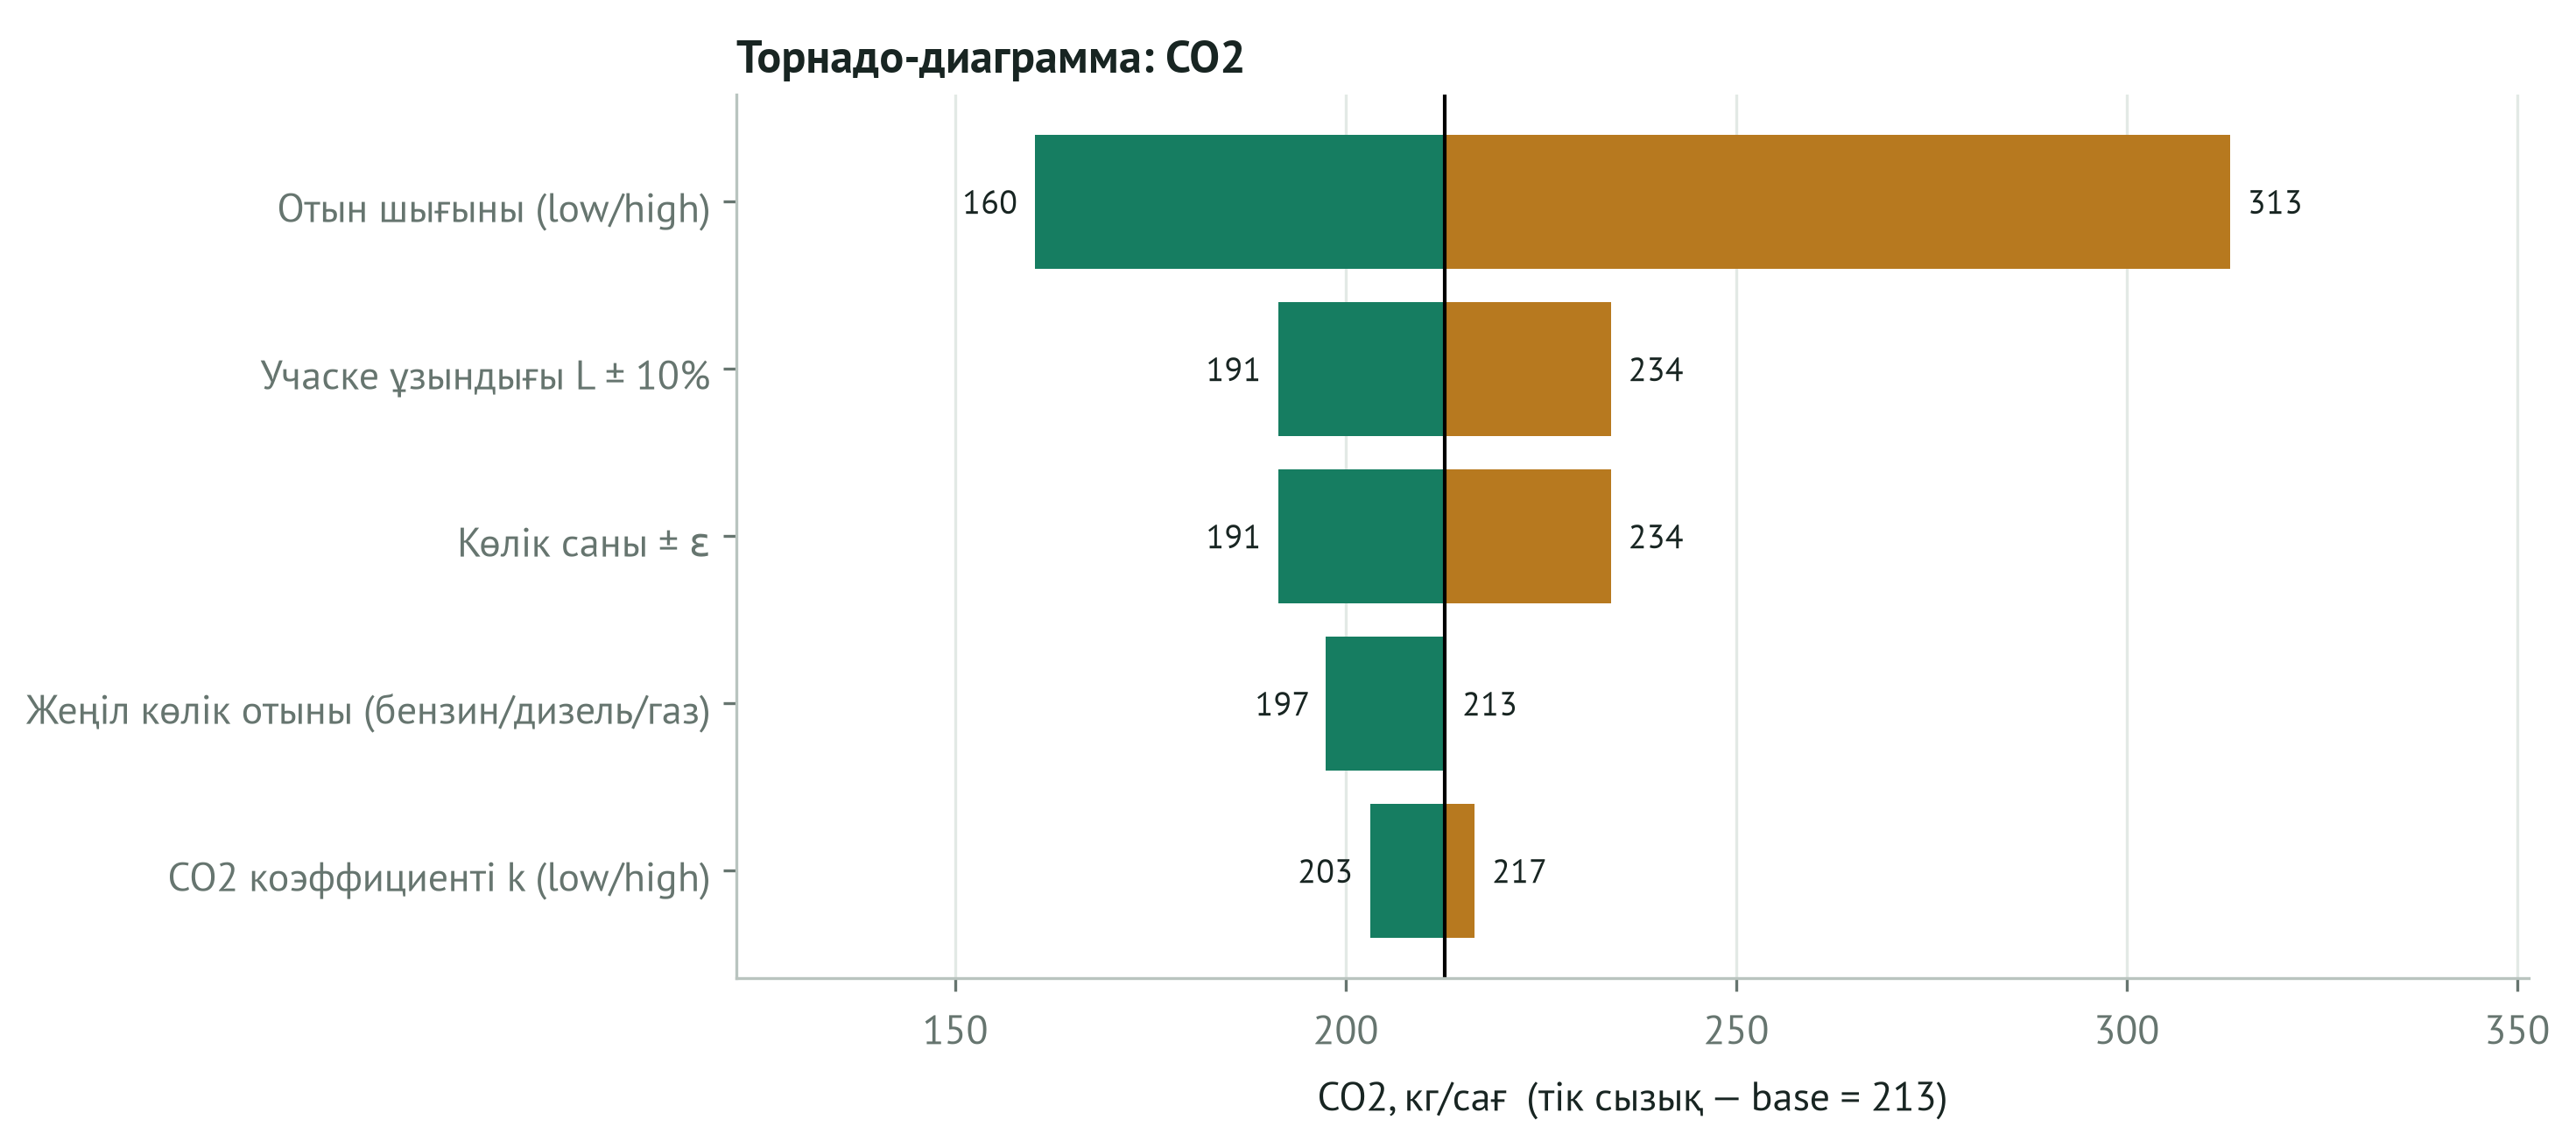 Торнадо-диаграмма: CO2
Отын шығыны (low/high)
160
313
Учаске ұзындығы L ± 10%
191
234
Көлік саны ± ε
191
234
Жеңіл көлік отыны (бензин/дизель/газ)
197
213
CO2 коэффициенті k (low/high)
203
217
150
200
250
300
350
CO2, кг/сағ (тік сызық — base = 213)